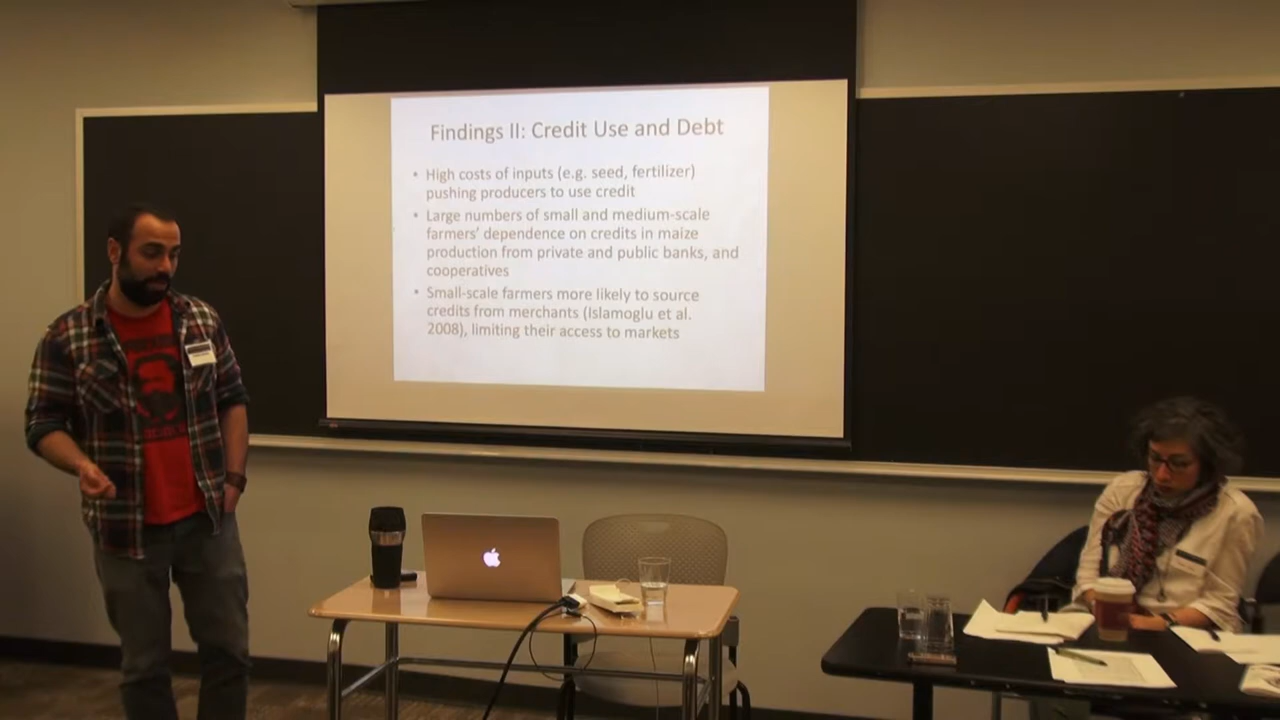 Findings II: Credit Use and Debt
• High costs of inputs (e.g. seed, fertilizer)
pushing producers to use credit
• Large numbers of small and medium-scale
farmers' dependence on credits in maize
production from private and public banks, and
cooperatives
• Small-scale farmers more likely to source
credits from merchants (Islamoglu et al.
2008), limiting their access to markets